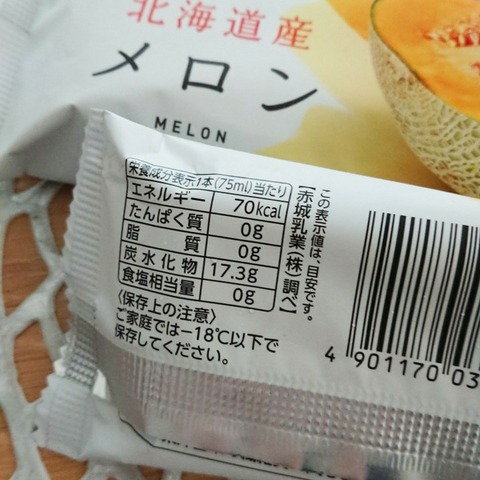 北海道産
メロン
MELON
栄養成分表示1本(75ml)当たり
エネルギー 70kcal
たんぱく質 0g
脂質 0g
炭水化物 17.3g
食塩相当量 0g
この表示値は、目安です。
[赤城乳業(株)調べ]
〈保存上の注意〉
ご家庭では-18℃以下で
保存してください。
4 901170 03